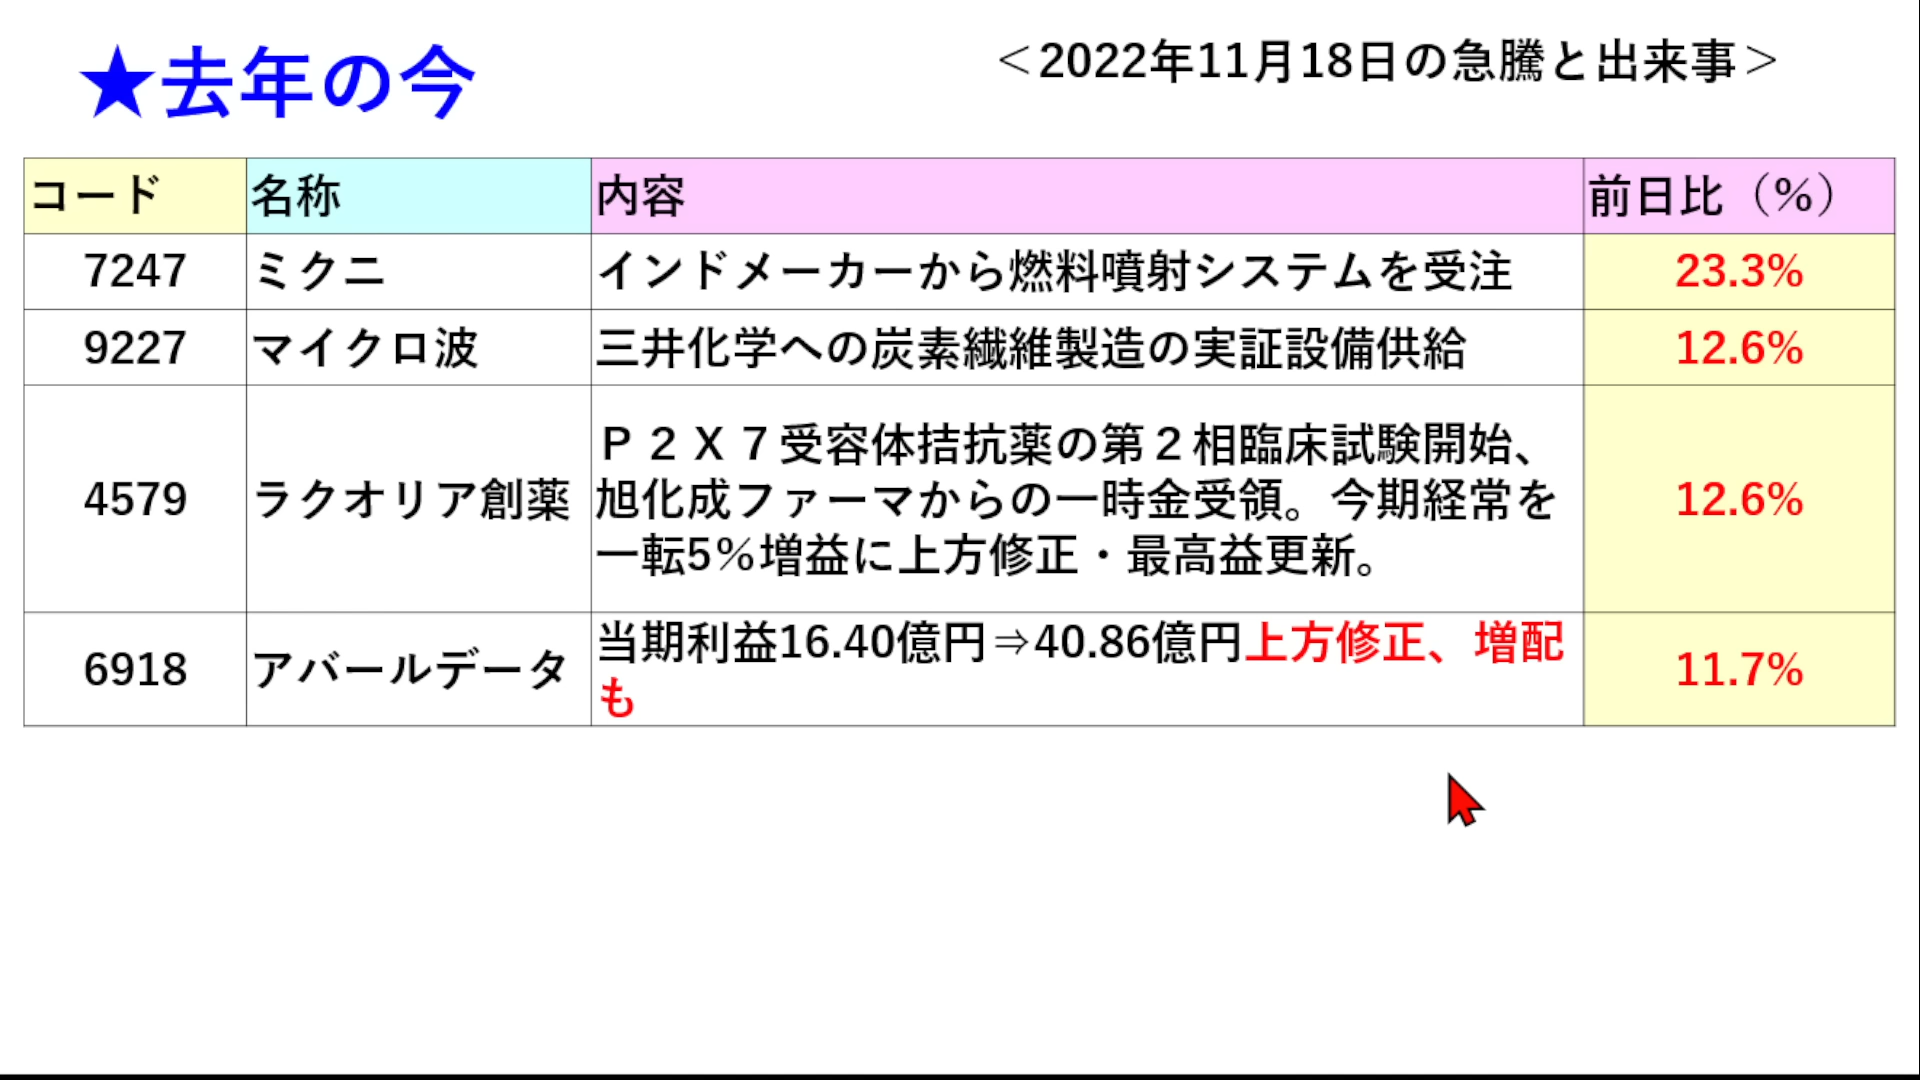 ★去年の今
＜2022年11月18日の急騰と出来事＞
コード 名称 内容 前日比（%）
7247 ミクニ インドメーカーから燃料噴射システムを受注 23.3%
9227 マイクロ波 三井化学への炭素繊維製造の実証設備供給 12.6%
4579 ラクオリア創薬 Ｐ２Ｘ７受容体拮抗薬の第２相臨床試験開始、
旭化成ファーマからの一時金受領。今期経常を
一転5％増益に上方修正・最高益更新。 12.6%
6918 アバールデータ 当期利益16.40億円⇒40.86億円上方修正、増配
も 11.7%